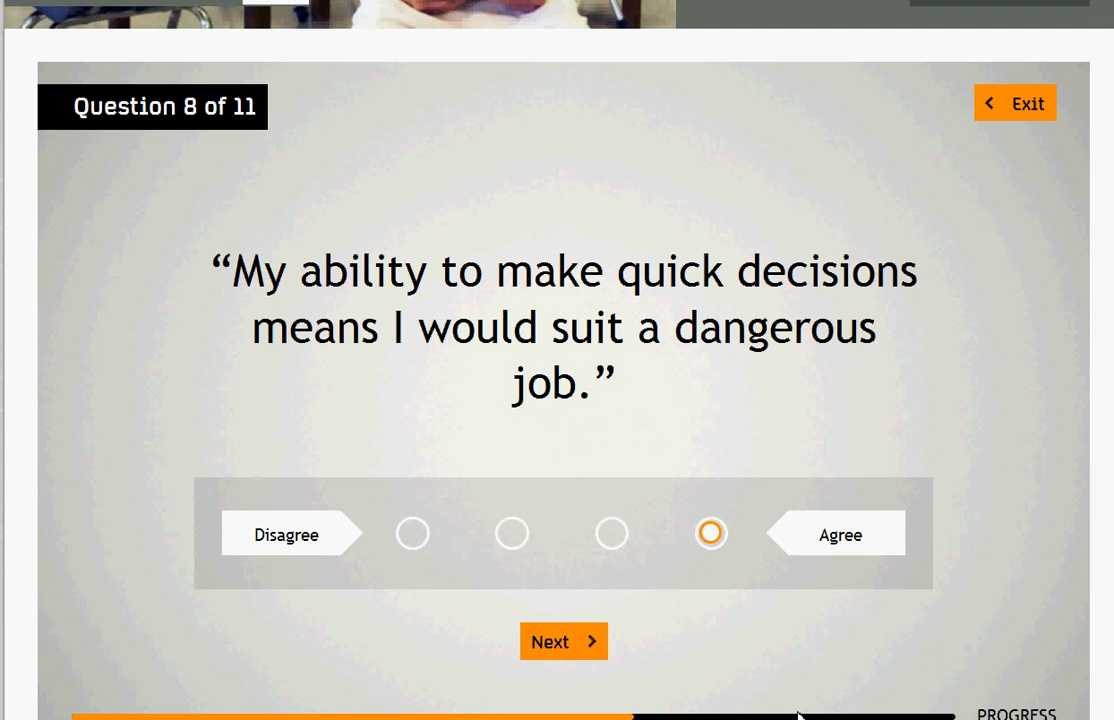 Question 8 of 11
Exit
“My ability to make quick decisions
means I would suit a dangerous
job.”
Disagree
Agree
Next
PROGRESS